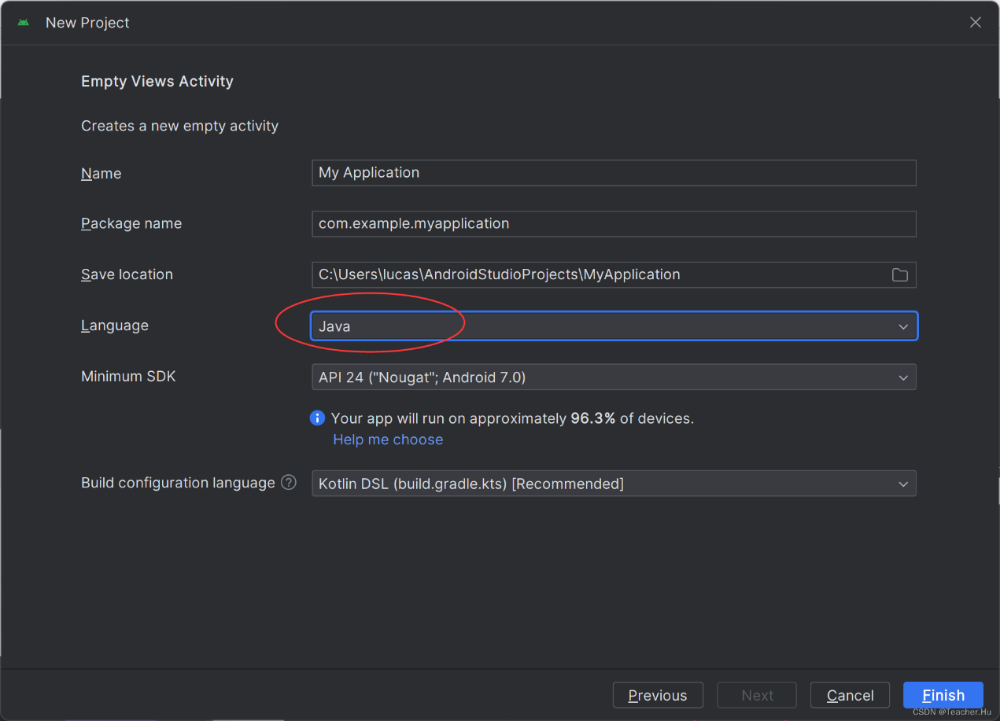 New Project
Empty Views Activity
Creates a new empty activity
Name
My Application
Package name
com.example.myapplication
Save location
C:\Users\lucas\AndroidStudioProjects\MyApplication
Language
Java
Minimum SDK
API 24 ("Nougat"; Android 7.0)
Your app will run on approximately 96.3% of devices.
Help me choose
Build configuration language
Kotlin DSL (build.gradle.kts) [Recommended]
Previous
Next
Cancel
Finish
CSDN @Teacher.Hu